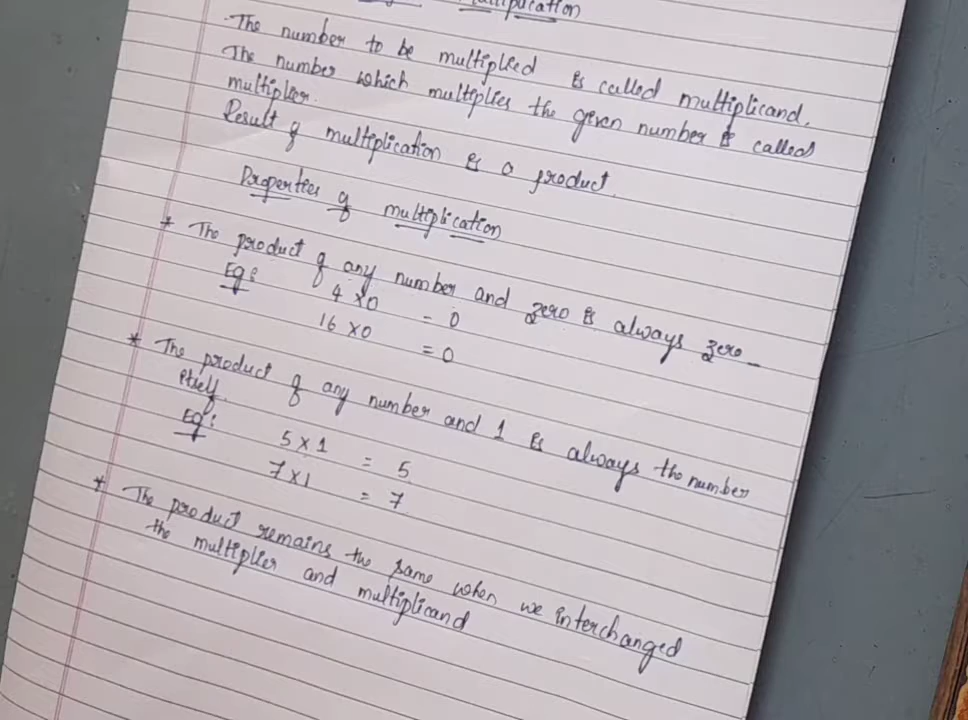 Multiplication
The number to be multiplied is called multiplicand.
The number which multiplies the given number is called
multiplier.
Result of multiplication is a product.
Properties of multiplication
* The product of any number and zero is always zero
Eg: 4 x 0 = 0
16 x 0 = 0
* The product of any number and 1 is always the number
itself.
Eg: 5 x 1 = 5
7 x 1 = 7
* The product remains the same when we interchanged
the multiplier and multiplicand